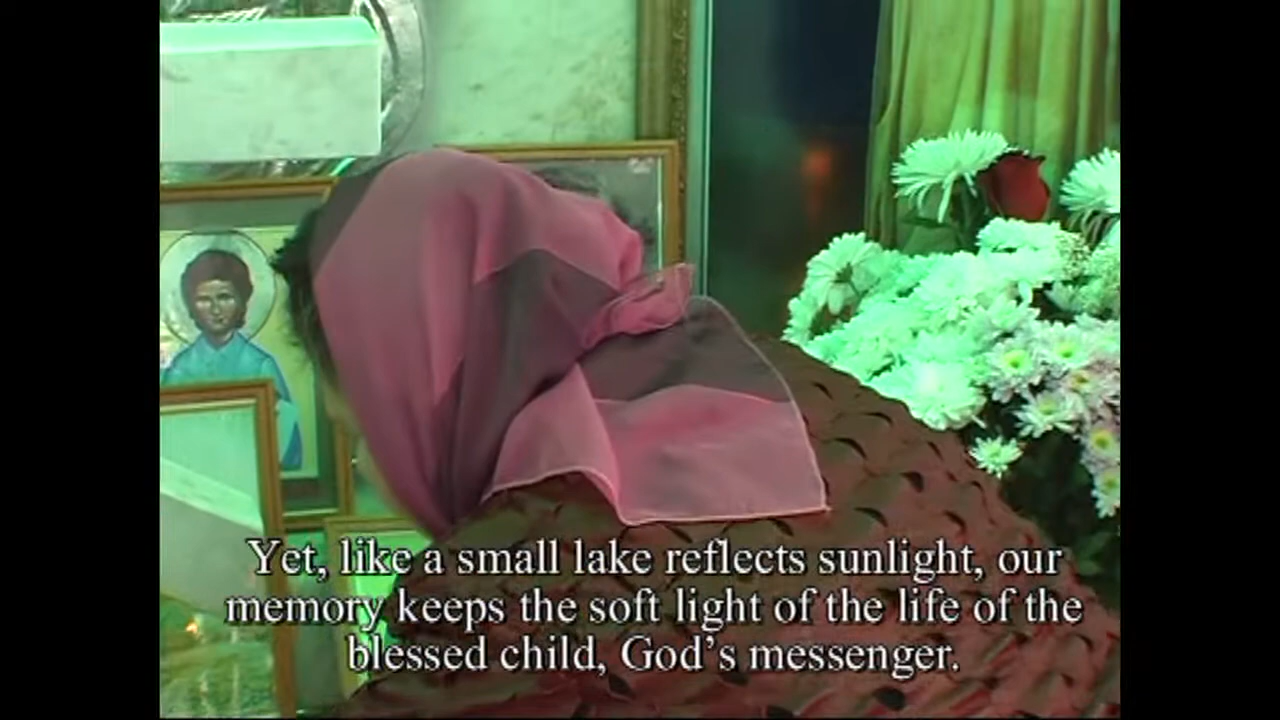 Yet, like a small lake reflects sunlight, our
memory keeps the soft light of the life of the
blessed child, God's messenger.